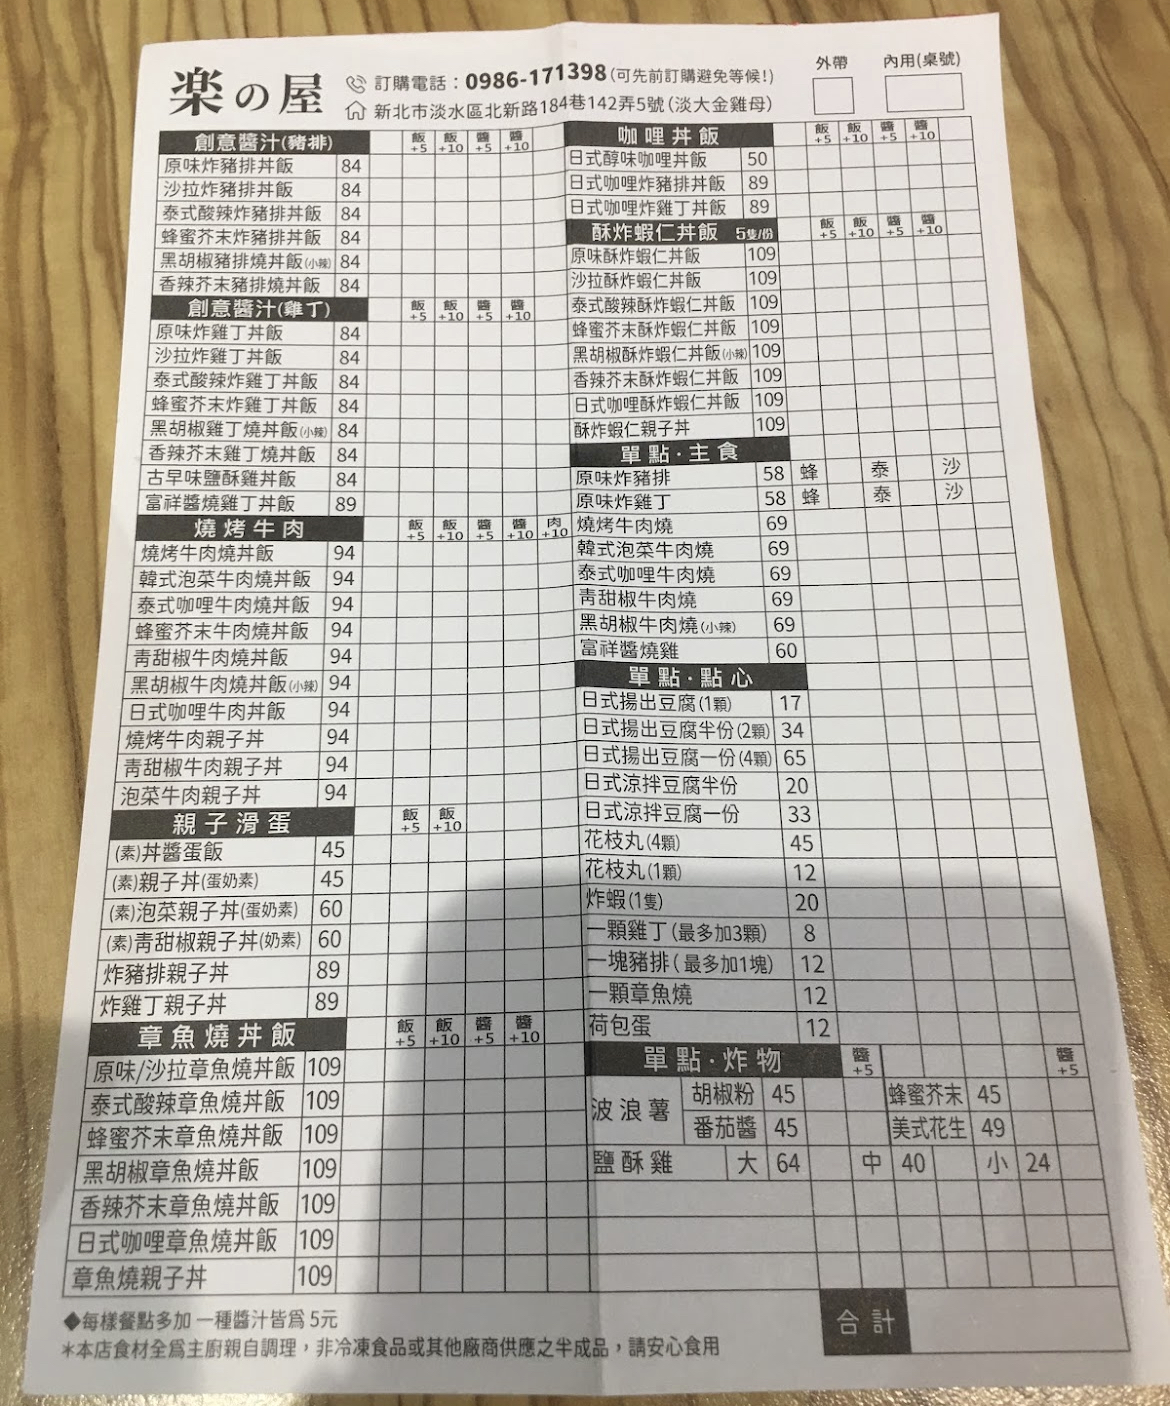 楽の屋
訂購電話：0986-171398(可先前訂購避免等候!)
新北市淡水區北新路184巷142弄5號(淡大金雞母)
外帶
內用(桌號)
創意醬汁(豬排) 飯+5 飯+10 醬+5 醬+10
原味炸豬排丼飯 84
沙拉炸豬排丼飯 84
泰式酸辣炸豬排丼飯 84
蜂蜜芥末炸豬排丼飯 84
黑胡椒豬排燒丼飯(小辣) 84
香辣芥末豬排燒丼飯 84
創意醬汁(雞丁) 飯+5 飯+10 醬+5 醬+10
原味炸雞丁丼飯 84
沙拉炸雞丁丼飯 84
泰式酸辣炸雞丁丼飯 84
蜂蜜芥末炸雞丁丼飯 84
黑胡椒雞丁燒丼飯(小辣) 84
香辣芥末雞丁燒丼飯 84
古早味鹽酥雞丼飯 84
富祥醬燒雞丁丼飯 89
燒烤牛肉 飯+5 飯+10 醬+5 醬+10 肉+10
燒烤牛肉燒丼飯 94
韓式泡菜牛肉燒丼飯 94
泰式咖哩牛肉燒丼飯 94
蜂蜜芥末牛肉燒丼飯 94
青甜椒牛肉燒丼飯 94
黑胡椒牛肉燒丼飯(小辣) 94
日式咖哩牛肉丼飯 94
燒烤牛肉親子丼 94
青甜椒牛肉親子丼 94
泡菜牛肉親子丼 94
親子滑蛋 飯+5 飯+10
(素)丼醬蛋飯 45
(素)親子丼(蛋奶素) 45
(素)泡菜親子丼(蛋奶素) 60
(素)青甜椒親子丼(奶素) 60
炸豬排親子丼 89
炸雞丁親子丼 89
章魚燒丼飯 飯+5 飯+10 醬+5 醬+10
原味/沙拉章魚燒丼飯 109
泰式酸辣章魚燒丼飯 109
蜂蜜芥末章魚燒丼飯 109
黑胡椒章魚燒丼飯 109
香辣芥末章魚燒丼飯 109
日式咖哩章魚燒丼飯 109
章魚燒親子丼 109
咖哩丼飯 飯+5 飯+10 醬+5 醬+10
日式醇味咖哩丼飯 50
日式咖哩炸豬排丼飯 89
日式咖哩炸雞丁丼飯 89
酥炸蝦仁丼飯 5隻/份 飯+5 飯+10 醬+5 醬+10
原味酥炸蝦仁丼飯 109
沙拉酥炸蝦仁丼飯 109
泰式酸辣酥炸蝦仁丼飯 109
蜂蜜芥末酥炸蝦仁丼飯 109
黑胡椒酥炸蝦仁丼飯(小辣) 109
香辣芥末酥炸蝦仁丼飯 109
日式咖哩酥炸蝦仁丼飯 109
酥炸蝦仁親子丼 109
單點·主食
原味炸豬排 58 蜂 泰 沙
原味炸雞丁 58 蜂 泰 沙
燒烤牛肉燒 69
韓式泡菜牛肉燒 69
泰式咖哩牛肉燒 69
青甜椒牛肉燒 69
黑胡椒牛肉燒(小辣) 69
富祥醬燒雞 60
單點·點心
日式揚出豆腐(1顆) 17
日式揚出豆腐半份(2顆) 34
日式揚出豆腐一份(4顆) 65
日式涼拌豆腐半份 20
日式涼拌豆腐一份 33
花枝丸(4顆) 45
花枝丸(1顆) 12
炸蝦(1隻) 20
一顆雞丁(最多加3顆) 8
一塊豬排(最多加1塊) 12
一顆章魚燒 12
荷包蛋 12
單點·炸物 醬+5 醬+5
波浪薯 胡椒粉 45 蜂蜜芥末 45
番茄醬 45 美式花生 49
鹽酥雞 大 64 中 40 小 24
合計
◆每樣餐點多加 一種醬汁皆為 5元
＊本店食材全為主廚親自調理，非冷凍食品或其他廠商供應之半成品，請安心食用